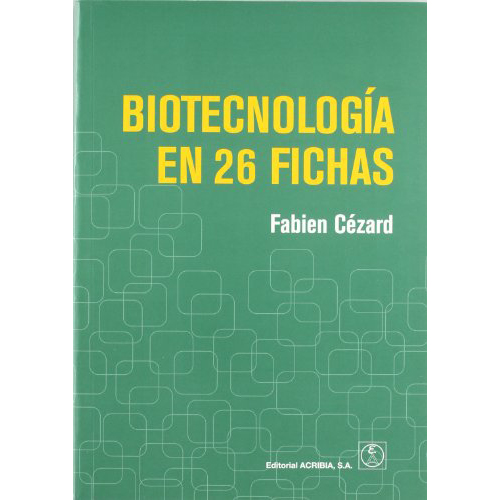 BIOTECNOLOGÍA
EN 26 FICHAS
Fabien Cézard
Editorial ACRIBIA, S.A.